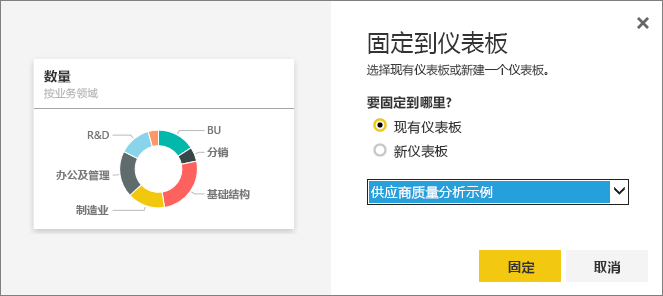 数量
按业务领域
R&D
BU
分销
办公及管理
基础结构
制造业
固定到仪表板
选择现有仪表板或新建一个仪表板。
要固定到哪里?
现有仪表板
新仪表板
供应商质量分析示例
固定
取消